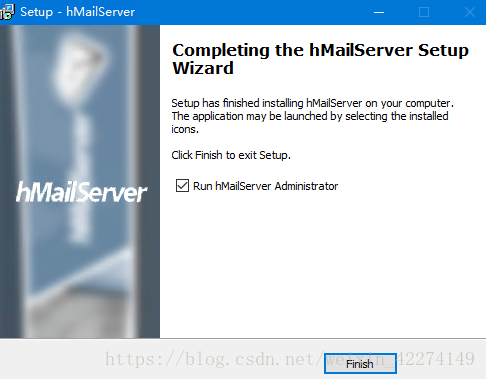 Setup - hMailServer
Completing the hMailServer Setup
Wizard
Setup has finished installing hMailServer on your computer.
The application may be launched by selecting the installed
icons.
Click Finish to exit Setup.
hMailServer
Run hMailServer Administrator
https://blog.csdn.net/weixin_42274149
Finish